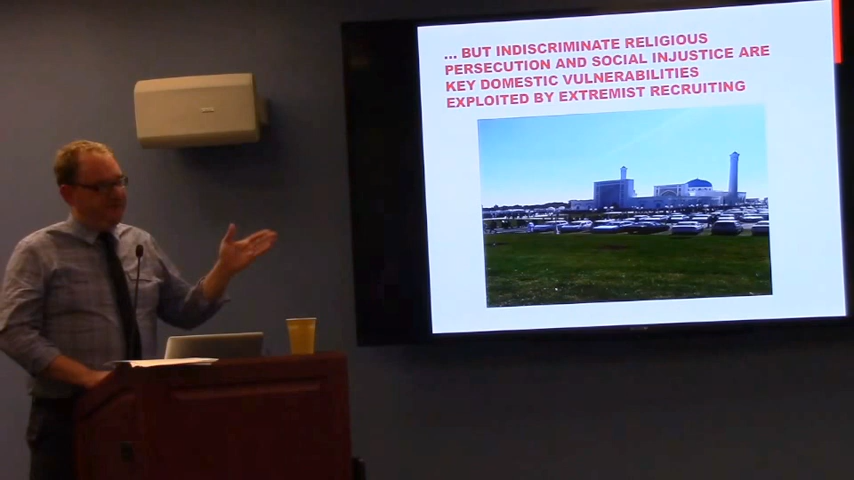 ... BUT INDISCRIMINATE RELIGIOUS
PERSECUTION AND SOCIAL INJUSTICE ARE
KEY DOMESTIC VULNERABILITIES
EXPLOITED BY EXTREMIST RECRUITING